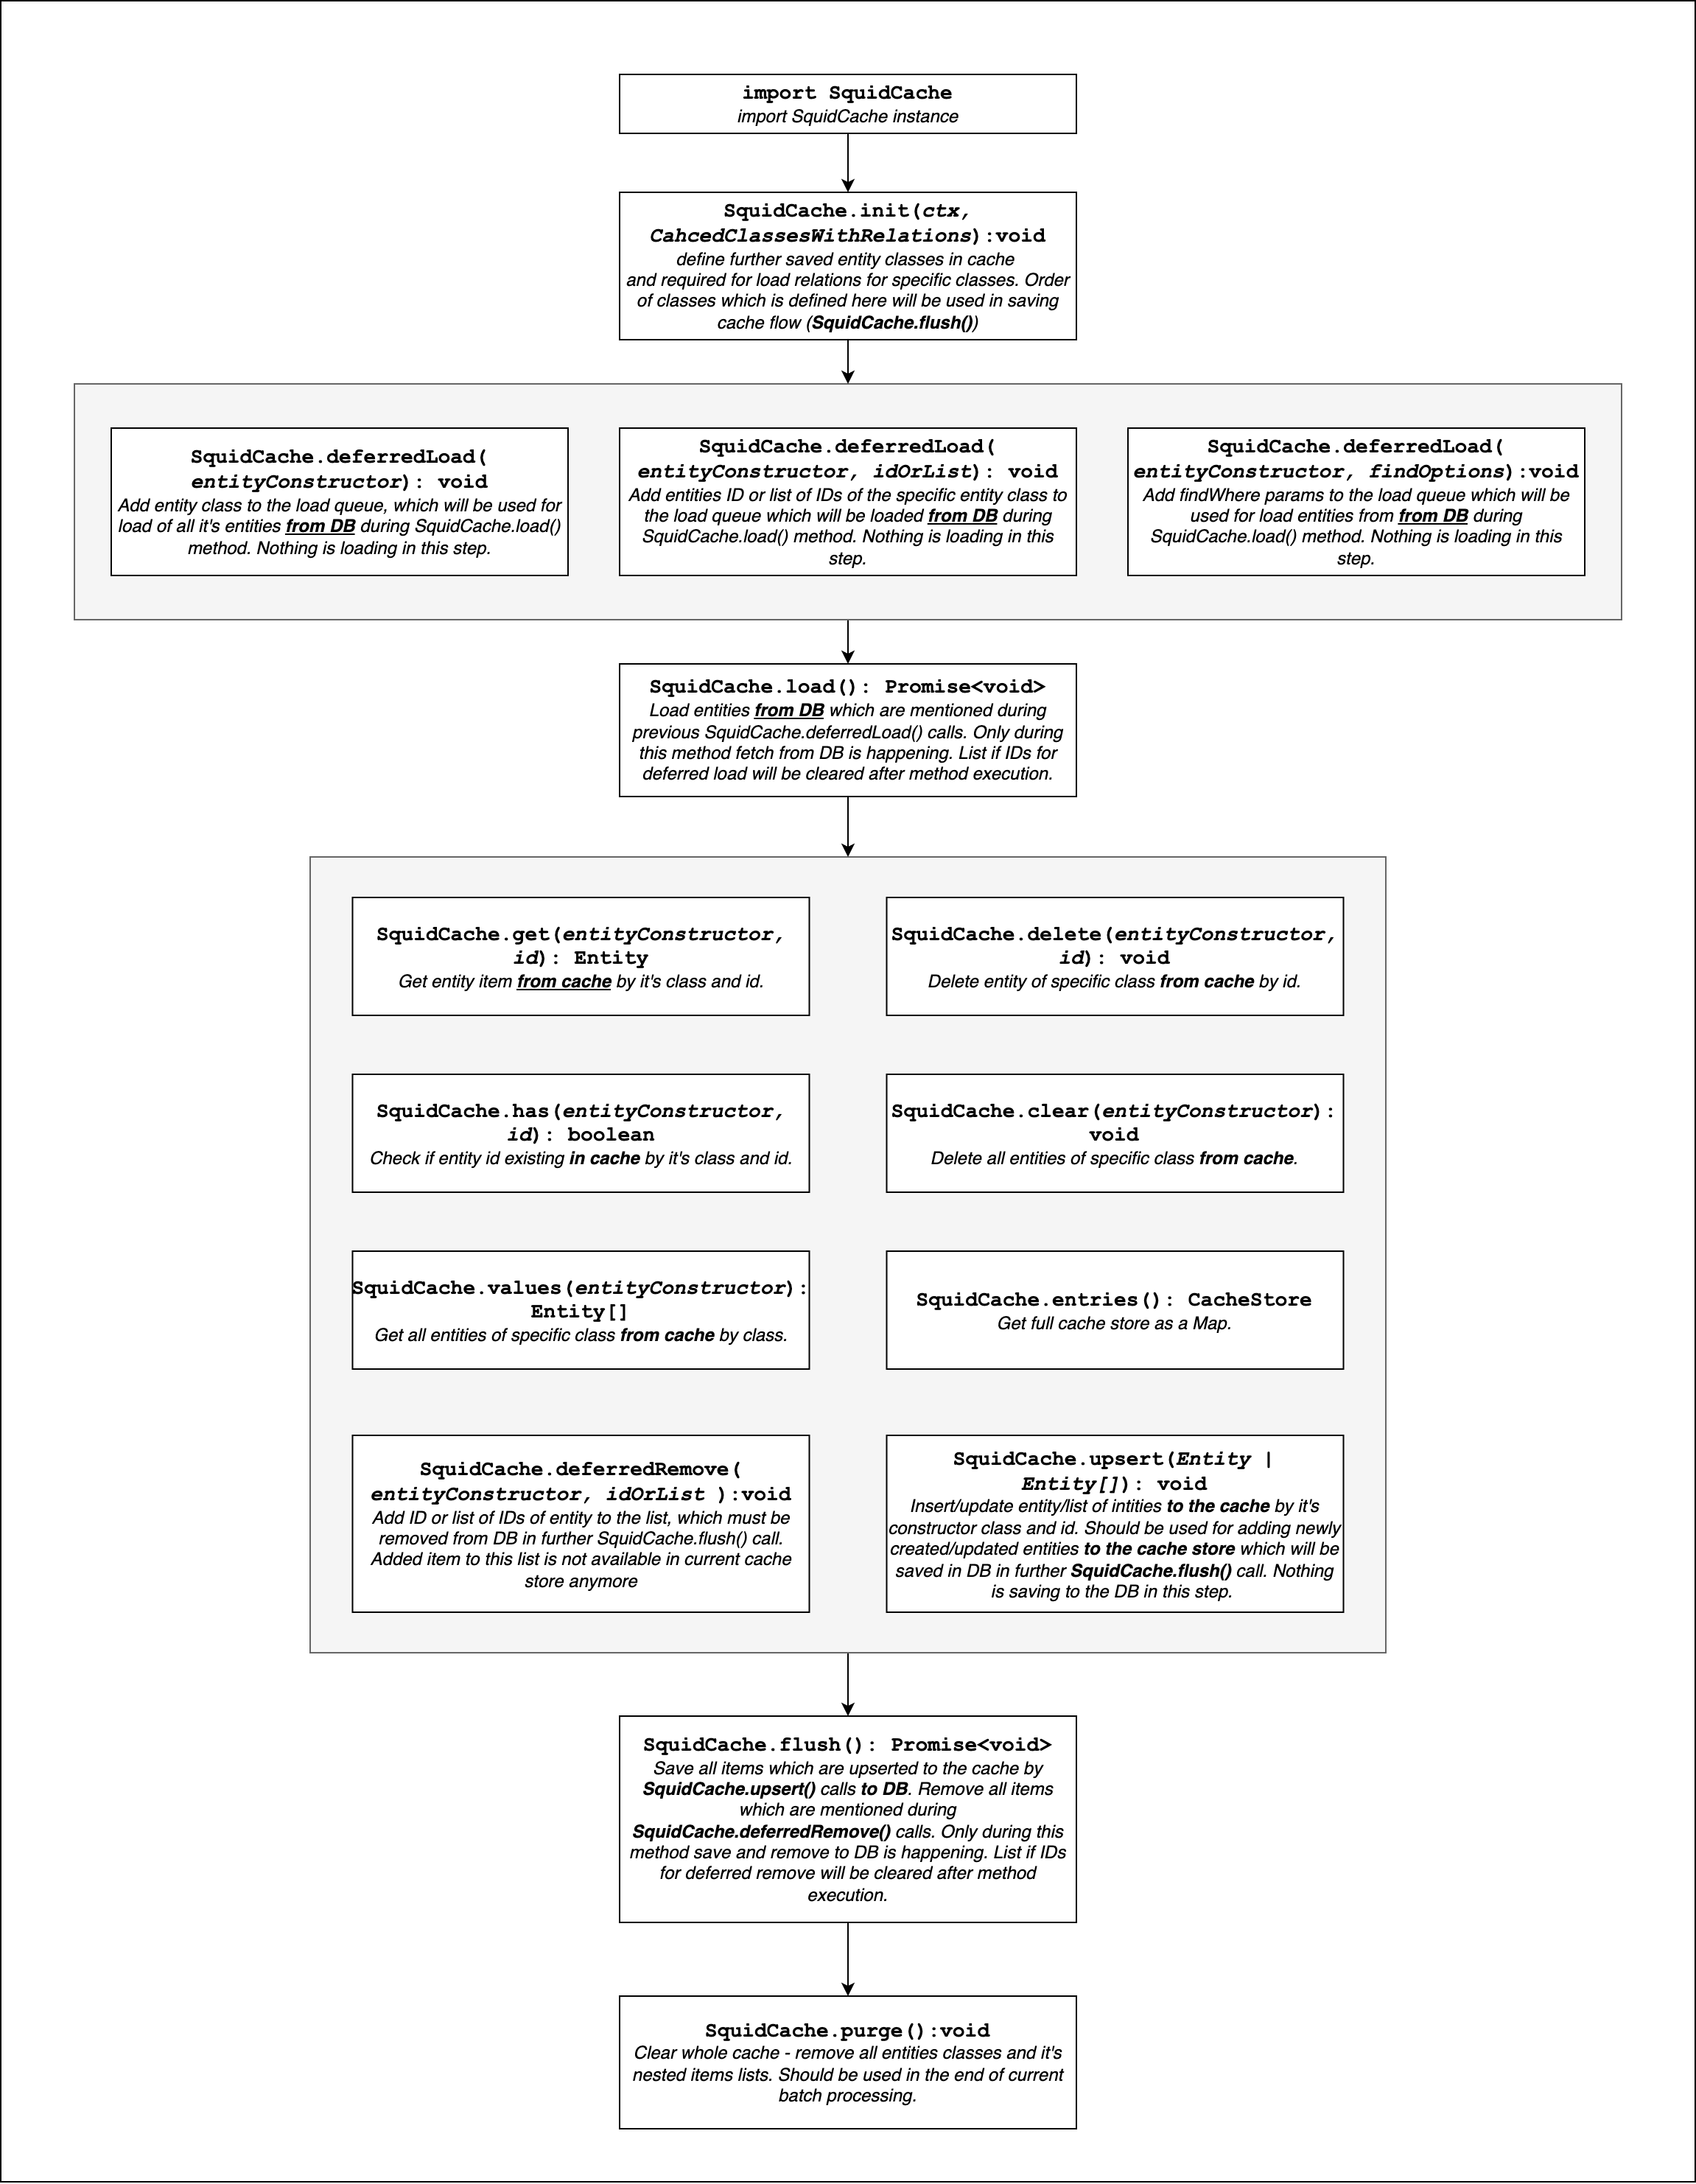 import SquidCache
import SquidCache instance
SquidCache.init(ctx,
CahcedClassesWithRelations):void
define further saved entity classes in cache
and required for load relations for specific classes. Order
of classes which is defined here will be used in saving
cache flow (SquidCache.flush())
SquidCache.deferredLoad(
entityConstructor): void
Add entity class to the load queue, which will be used for
load of all it's entities from DB during SquidCache.load()
method. Nothing is loading in this step.
SquidCache.deferredLoad(
entityConstructor, idOrList): void
Add entities ID or list of IDs of the specific entity class to
the load queue which will be loaded from DB during
SquidCache.load() method. Nothing is loading in this
step.
SquidCache.deferredLoad(
entityConstructor, findOptions):void
Add findWhere params to the load queue which will be
used for load entities from from DB during
SquidCache.load() method. Nothing is loading in this
step.
SquidCache.load(): Promise<void>
Load entities from DB which are mentioned during
previous SquidCache.deferredLoad() calls. Only during
this method fetch from DB is happening. List if IDs for
deferred load will be cleared after method execution.
SquidCache.get(entityConstructor,
id): Entity
Get entity item from cache by it's class and id.
SquidCache.delete(entityConstructor,
id): void
Delete entity of specific class from cache by id.
SquidCache.has(entityConstructor,
id): boolean
Check if entity id existing in cache by it's class and id.
SquidCache.clear(entityConstructor):
void
Delete all entities of specific class from cache.
SquidCache.values(entityConstructor):
Entity[]
Get all entities of specific class from cache by class.
SquidCache.entries(): CacheStore
Get full cache store as a Map.
SquidCache.deferredRemove(
entityConstructor, idOrList ):void
Add ID or list of IDs of entity to the list, which must be
removed from DB in further SquidCache.flush() call.
Added item to this list is not available in current cache
store anymore
SquidCache.upsert(Entity |
Entity[]): void
Insert/update entity/list of intities to the cache by it's
constructor class and id. Should be used for adding newly
created/updated entities to the cache store which will be
saved in DB in further SquidCache.flush() call. Nothing
is saving to the DB in this step.
SquidCache.flush(): Promise<void>
Save all items which are upserted to the cache by
SquidCache.upsert() calls to DB. Remove all items
which are mentioned during
SquidCache.deferredRemove() calls. Only during this
method save and remove to DB is happening. List if IDs
for deferred remove will be cleared after method
execution.
SquidCache.purge():void
Clear whole cache - remove all entities classes and it's
nested items lists. Should be used in the end of current
batch processing.